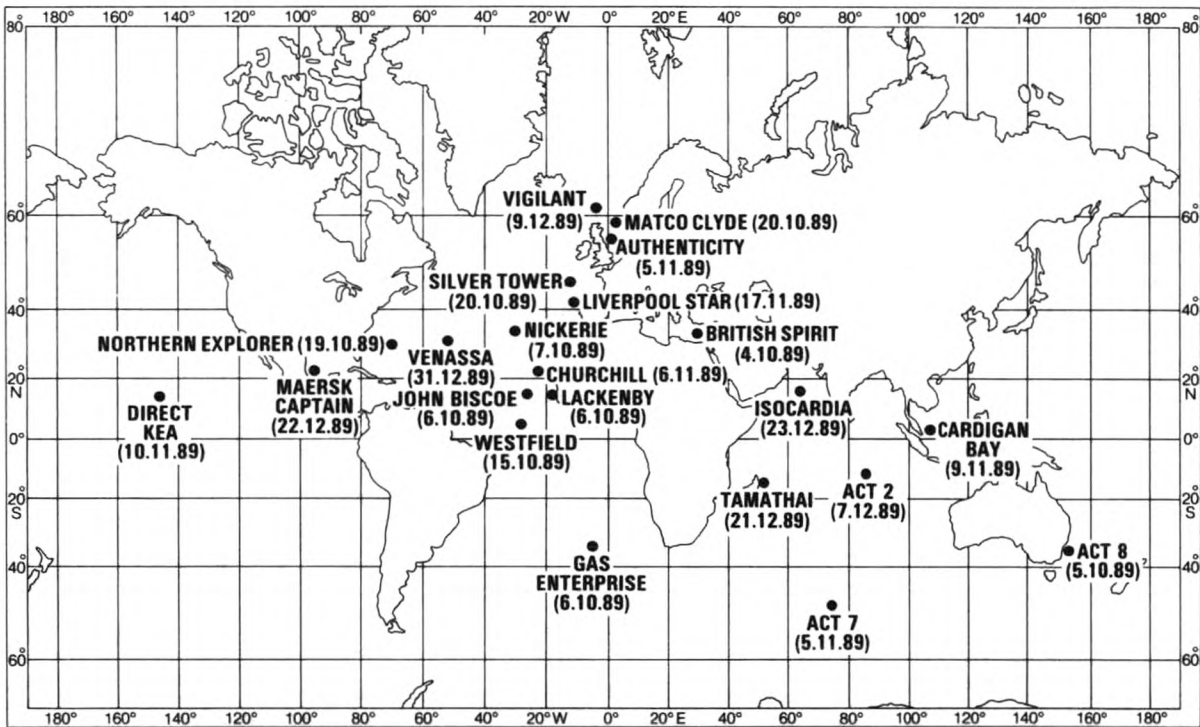 180° 160° 140° 120° 100° 80° 60° 40° 20° W 0° 20° E 40° 60° 80° 100° 120° 140° 160° 180°
80° 80°
60° 60°
VIGILANT
(9.12.89)
MATCO CLYDE (20.10.89)
AUTHENTICITY
(5.11.89)
SILVER TOWER
(20.10.89)
LIVERPOOL STAR (17.11.89)
40° 40°
NORTHERN EXPLORER (19.10.89)
VENASSA
(31.12.89)
NICKERIE
(7.10.89)
BRITISH SPIRIT
(4.10.89)
CHURCHILL (6.11.89)
20° 20°
N N
MAERSK
CAPTAIN
(22.12.89)
JOHN BISCOE
(6.10.89)
LACKENBY
(6.10.89)
ISOCARDIA
(23.12.89)
DIRECT
KEA
(10.11.89)
WESTFIELD
(15.10.89)
CARDIGAN
BAY
(9.11.89)
0° 0°
TAMATHAI
(21.12.89)
ACT 2
(7.12.89)
20° 20°
S S
GAS
ENTERPRISE
(6.10.89)
ACT 8
(5.10.89)
40° 40°
ACT 7
(5.11.89)
60° 60°
180° 160° 140° 120° 100° 80° 60° 40° 20° W 0° 20° E 40° 60° 80° 100° 120° 140° 160° 180°